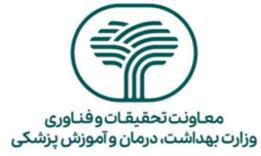 معاونت تحقیقات و فناوری
وزارت بهداشت، درمان و آموزش پزشکی